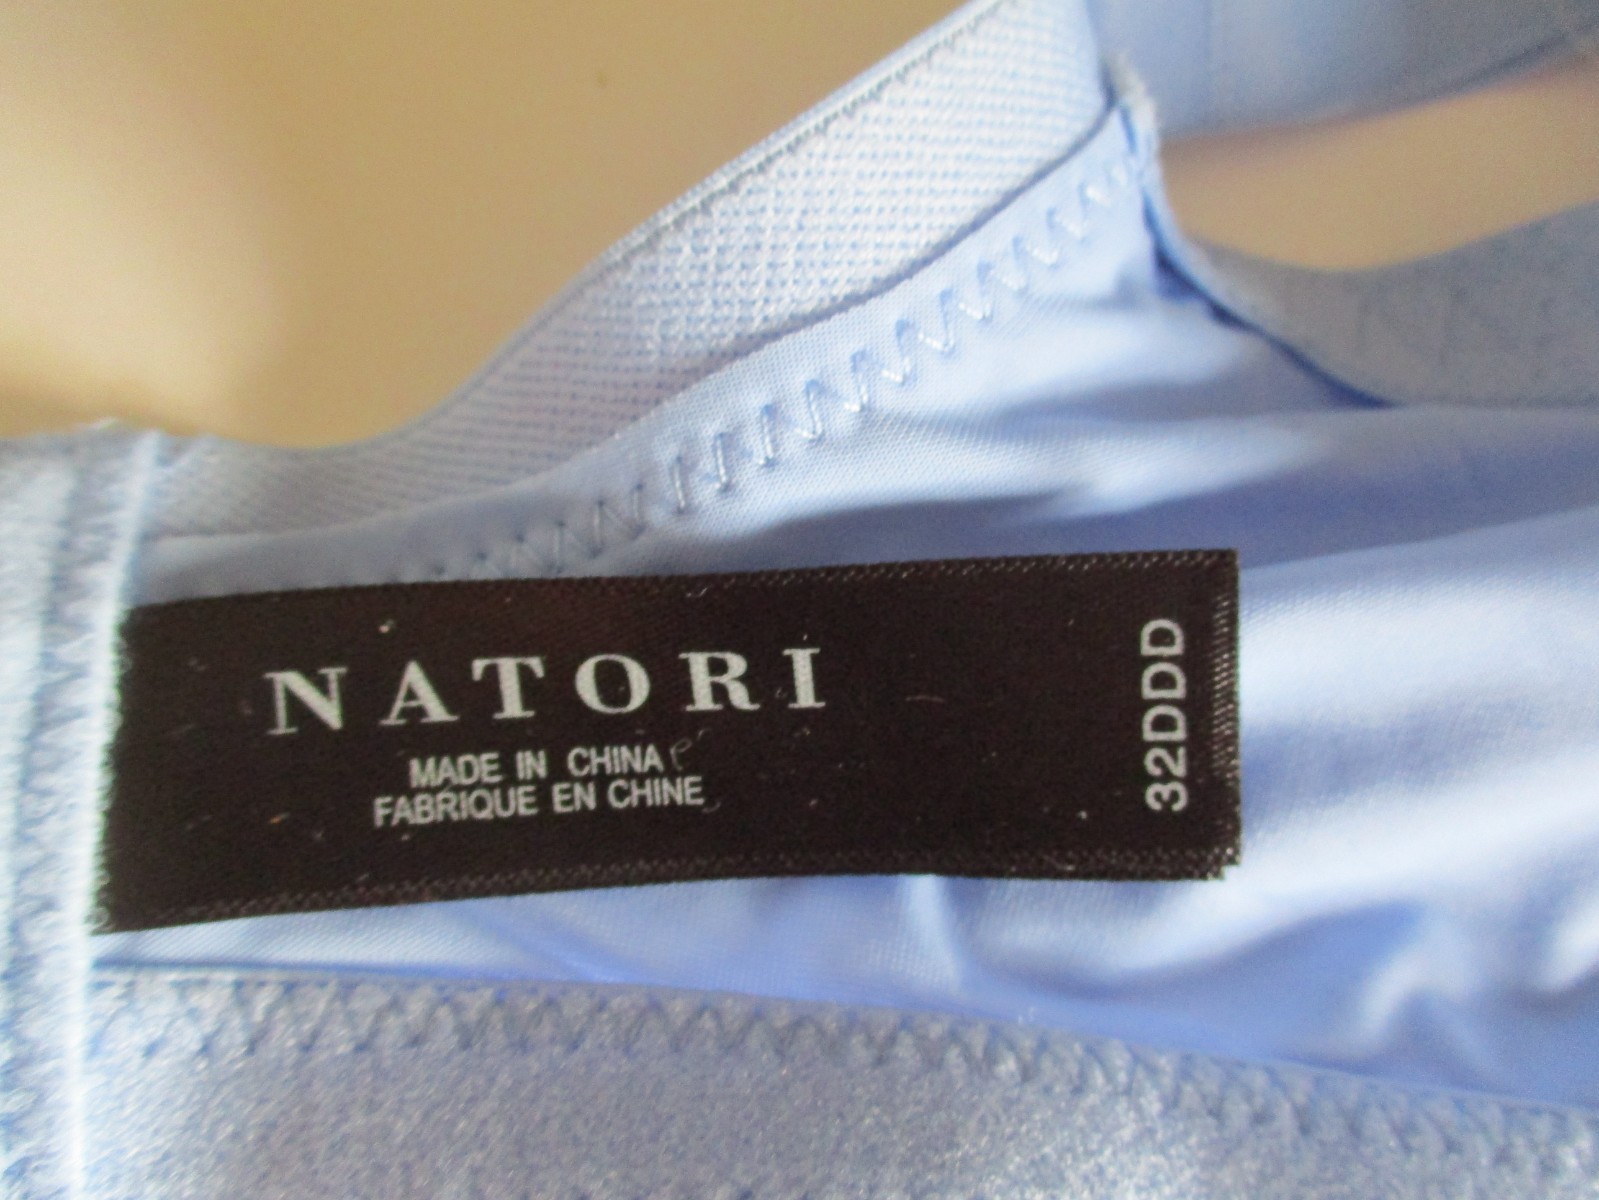 NATORI
MADE IN CHINA
FABRIQUE EN CHINE
32DDD